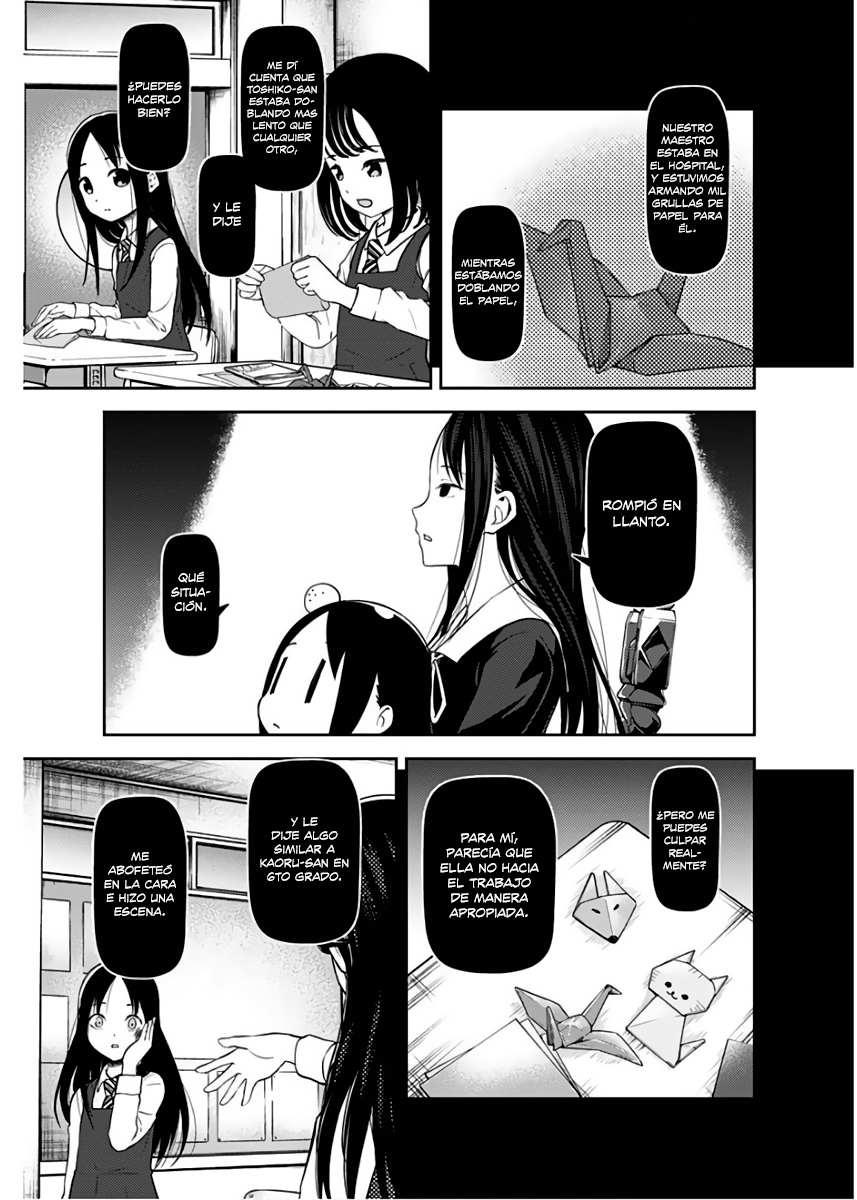 NUESTRO
MAESTRO
ESTABA EN
EL HOSPITAL,
Y ESTUVIMOS
ARMANDO MIL
GRULLAS DE
PAPEL PARA
ÉL.
MIENTRAS
ESTÁBAMOS
DOBLANDO
EL PAPEL,
ME DÍ
CUENTA QUE
TOSHIKO-SAN
ESTABA DO-
BLANDO MAS
LENTO QUE
CUALQUIER
OTRO,
Y LE
DIJE
¿PUEDES
HACERLO
BIEN?
ROMPIÓ EN
LLANTO.
QUÉ
SITUA-
CIÓN.
¿PERO ME
PUEDES
CULPAR
REAL-
MENTE?
PARA MÍ,
PARECÍA QUE
ELLA NO HACIA
EL TRABAJO
DE MANERA
APROPIADA.
Y LE
DIJE ALGO
SIMILAR A
KAORU-SAN EN
6TO GRADO.
ME
ABOFETEÓ
EN LA CARA
E HIZO UNA
ESCENA.